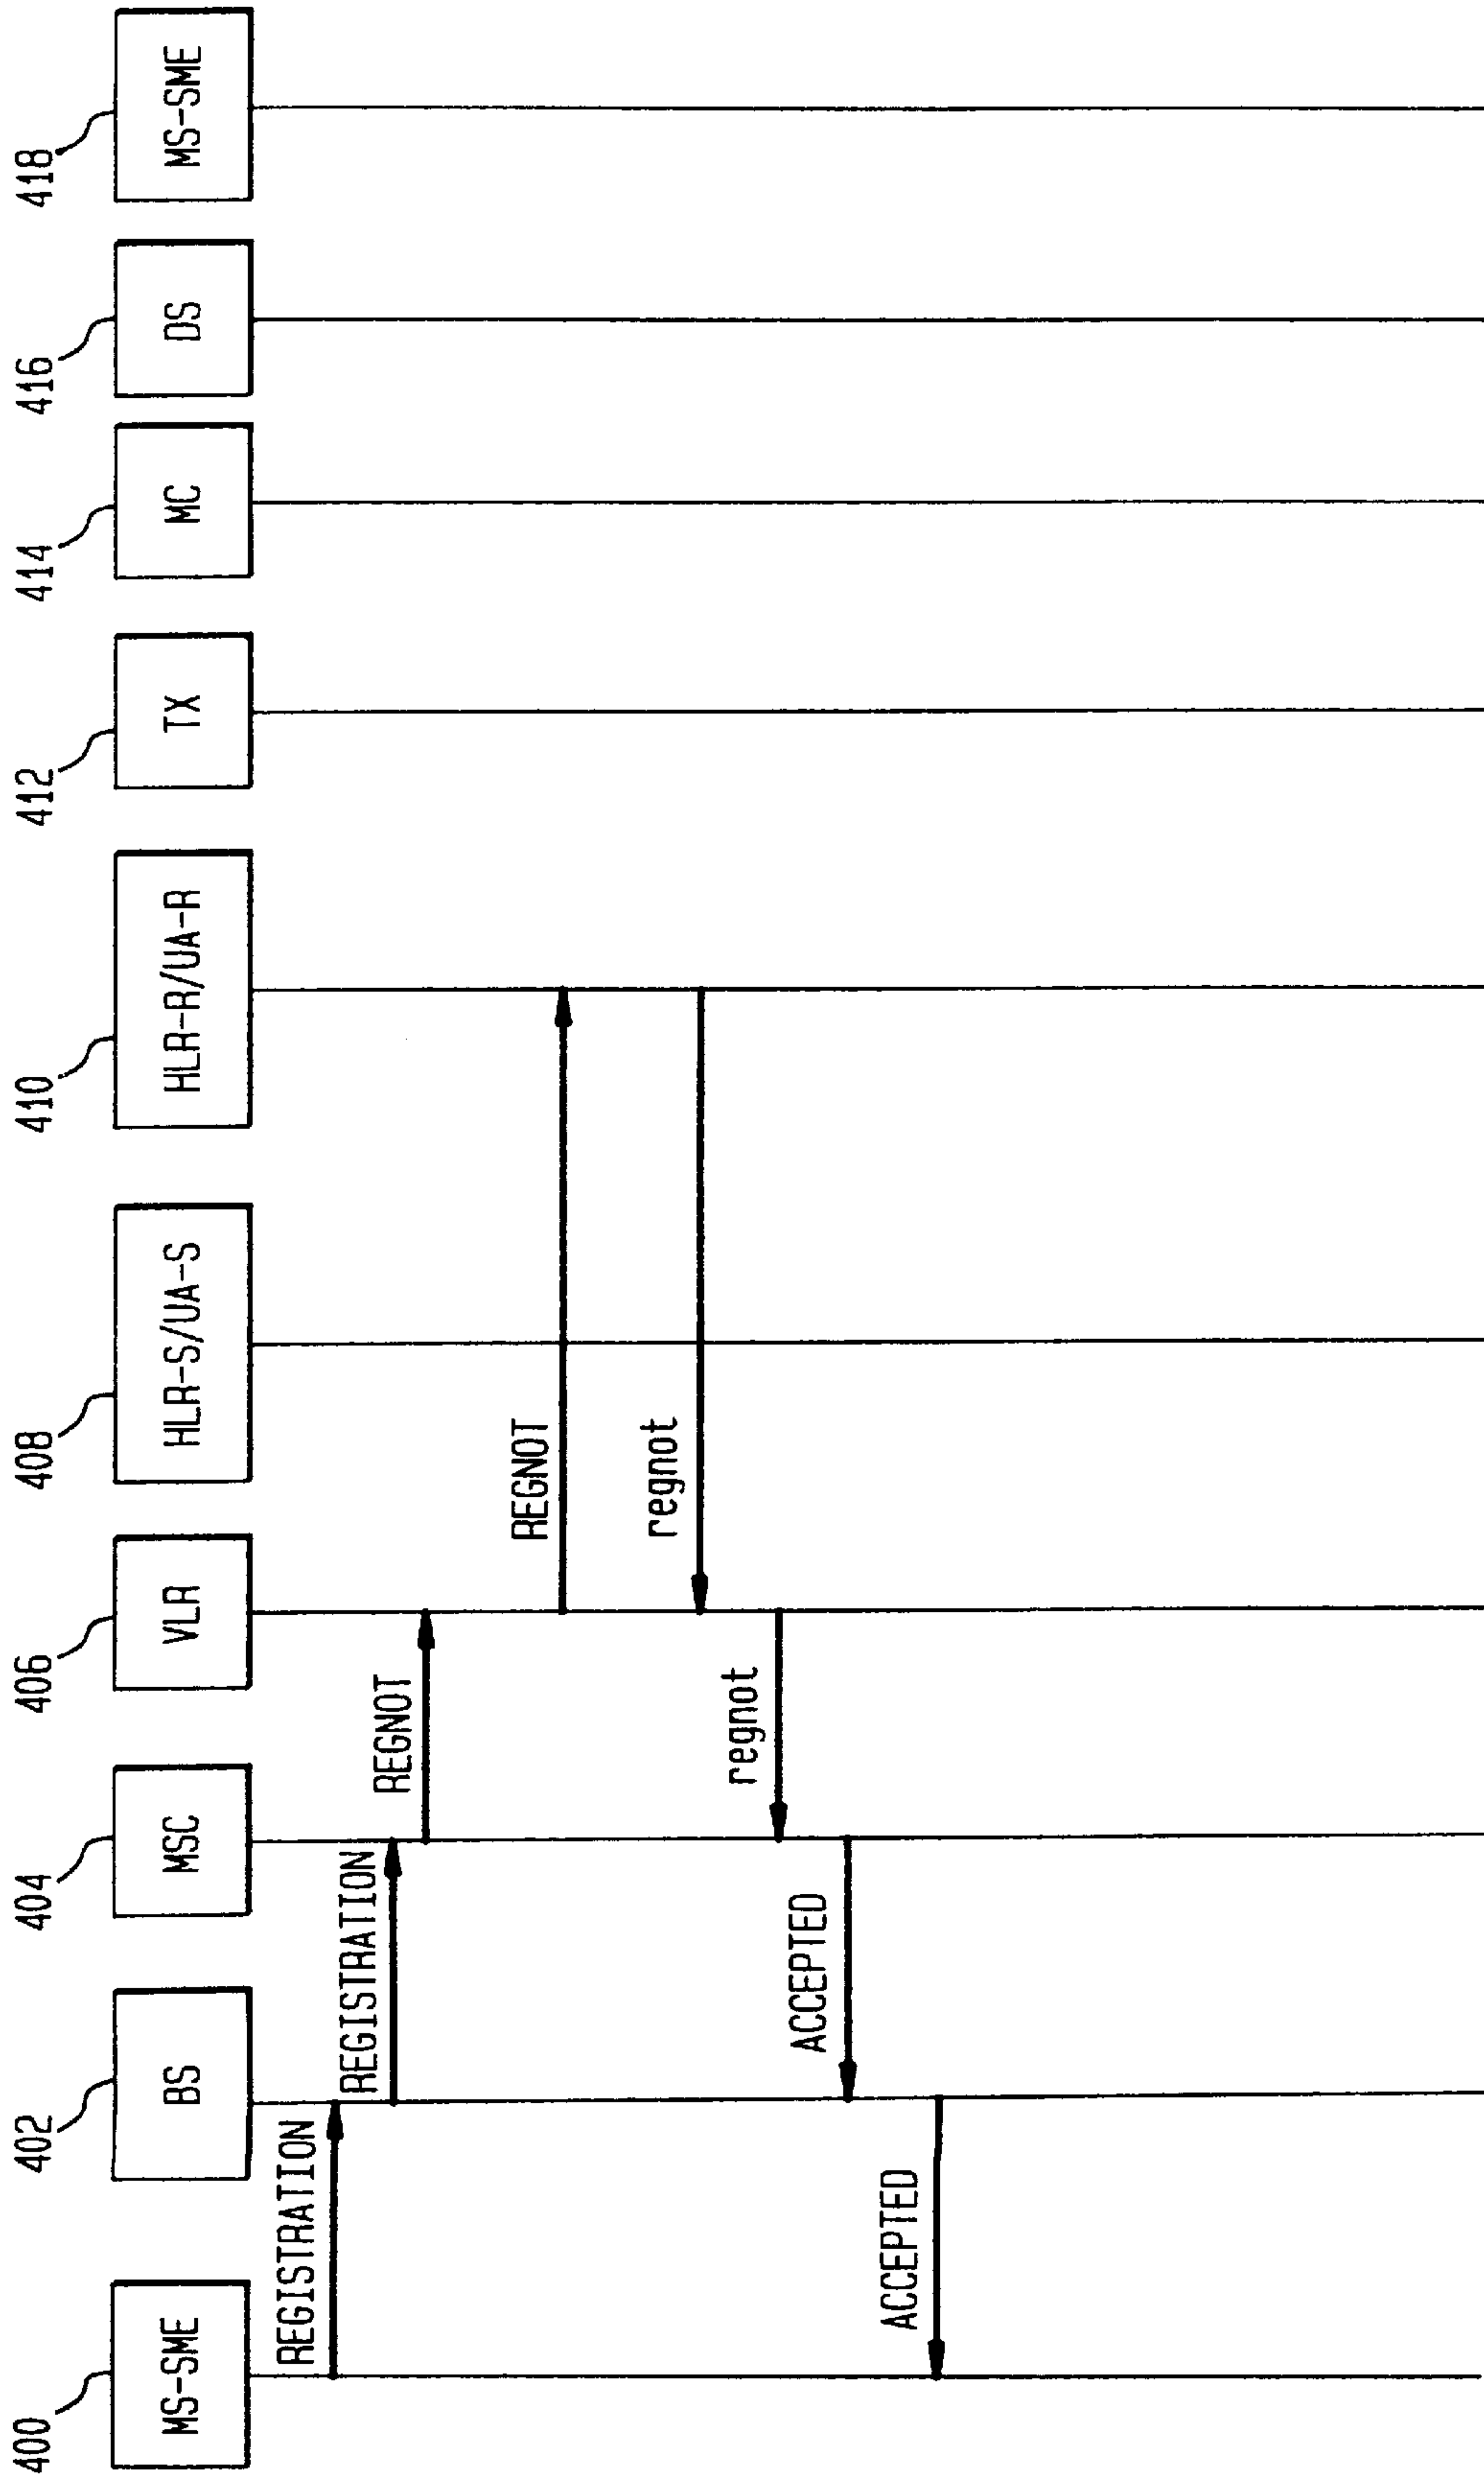 400
402
404
406
408
410
412
414
416
418
MS-SME
BS
MSC
VLR
HLR-S/UA-S
HLR-R/UA-R
TX
MC
DS
MS-SME
REGISTRATION
REGISTRATION
REGNOT
REGNOT
regnot
regnot
ACCEPTED
ACCEPTED